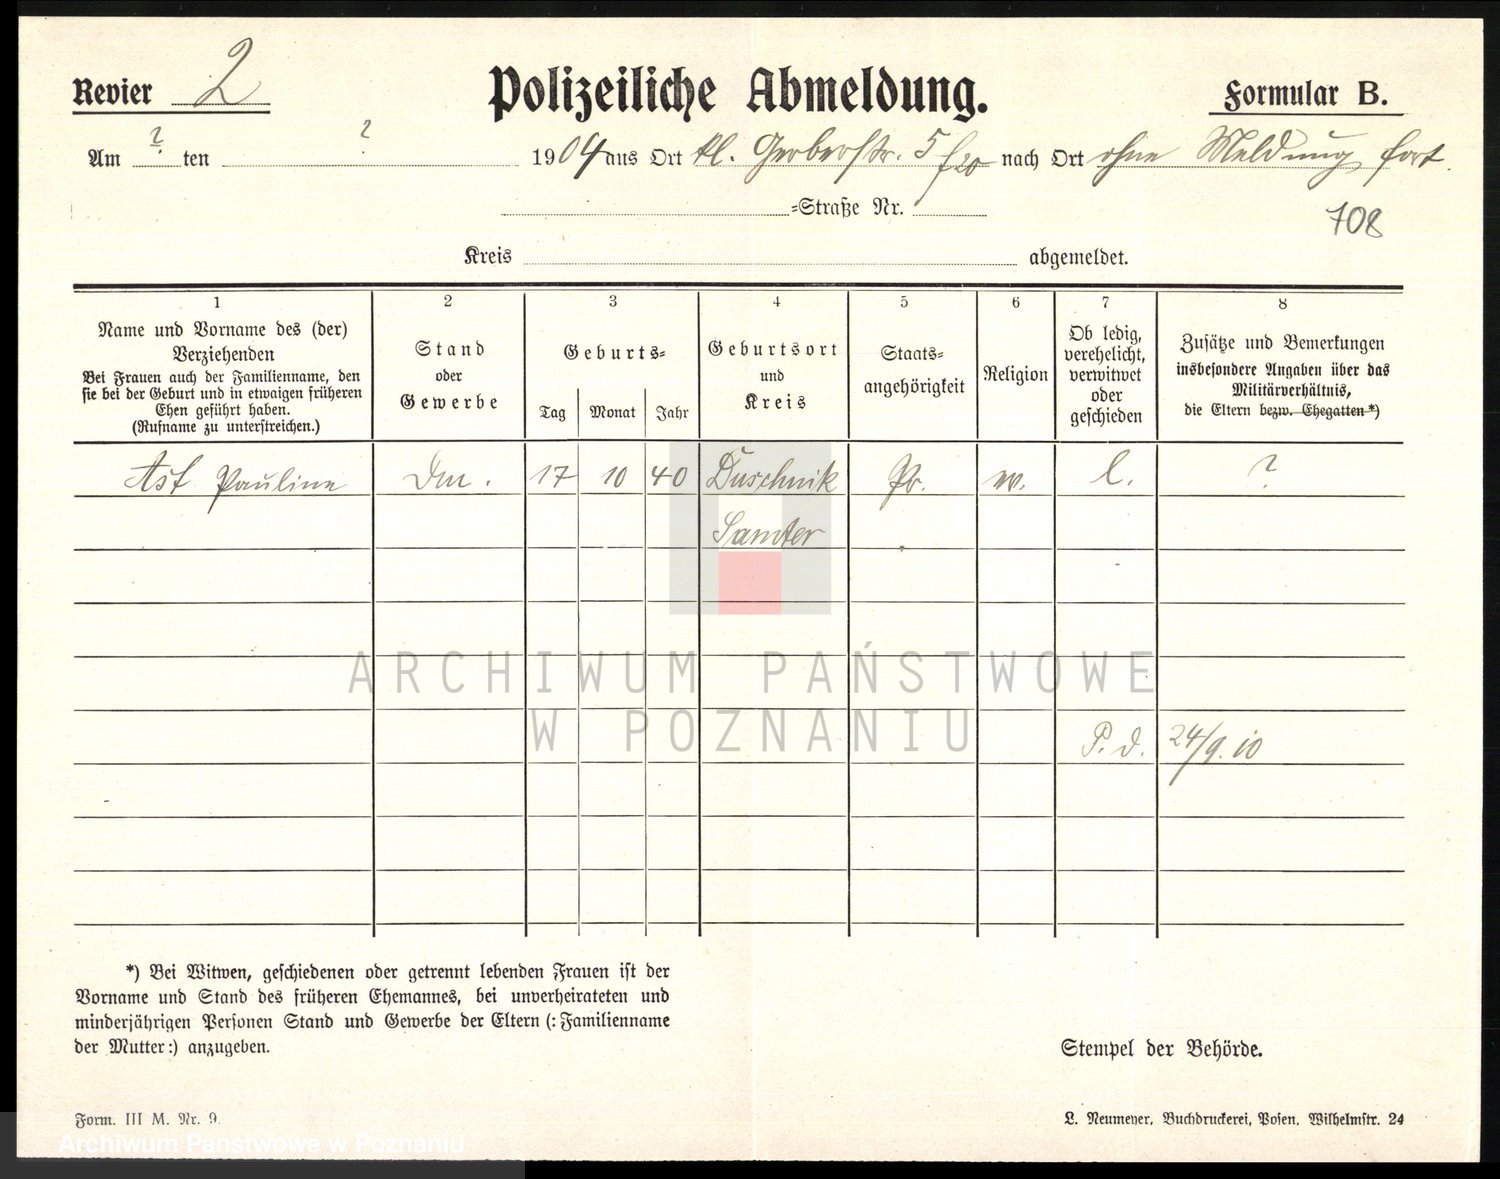 Revier 2
Polizeiliche Abmeldung.
Formular B.
Am ? ten ? 1904 aus Ort kl. Gerberstr. 5 nach Ort ohne Meldung fort.
=Straße Nr.
708
Kreis abgemeldet.
1 2 3 4 5 6 7 8
Name und Vorname des (der)
Verziehenden
Bei Frauen auch der Familienname, den
sie bei der Geburt und in etwaigen früheren
Ehen geführt haben.
(Rufname zu unterstreichen.)
Stand
oder
Gewerbe
Geburts=
Tag Monat Jahr
Geburtsort
und
Kreis
Staats=
angehörigkeit
Religion
Ob ledig,
verehelicht,
verwitwet
oder
geschieden
Zusätze und Bemerkungen
insbesondere Angaben über das
Militärverhältnis,
die Eltern bezw. Ehegatten*)
Ast Pauline 17 10 40 Duschnik Pr. l. ?
Samter
ARCHIWUM PAŃSTWOWE
W POZNANIU
P. d. 24/9. 10
*) Bei Witwen, geschiedenen oder getrennt lebenden Frauen ist der
Vorname und Stand des früheren Ehemannes, bei unverheirateten und
minderjährigen Personen Stand und Gewerbe der Eltern (: Familienname
der Mutter :) anzugeben.
Stempel der Behörde.
Form. III M. Nr. 9.
L. Neumeyer, Buchdruckerei, Posen, Wilhelmstr. 24
Archiwum Państwowe w Poznaniu